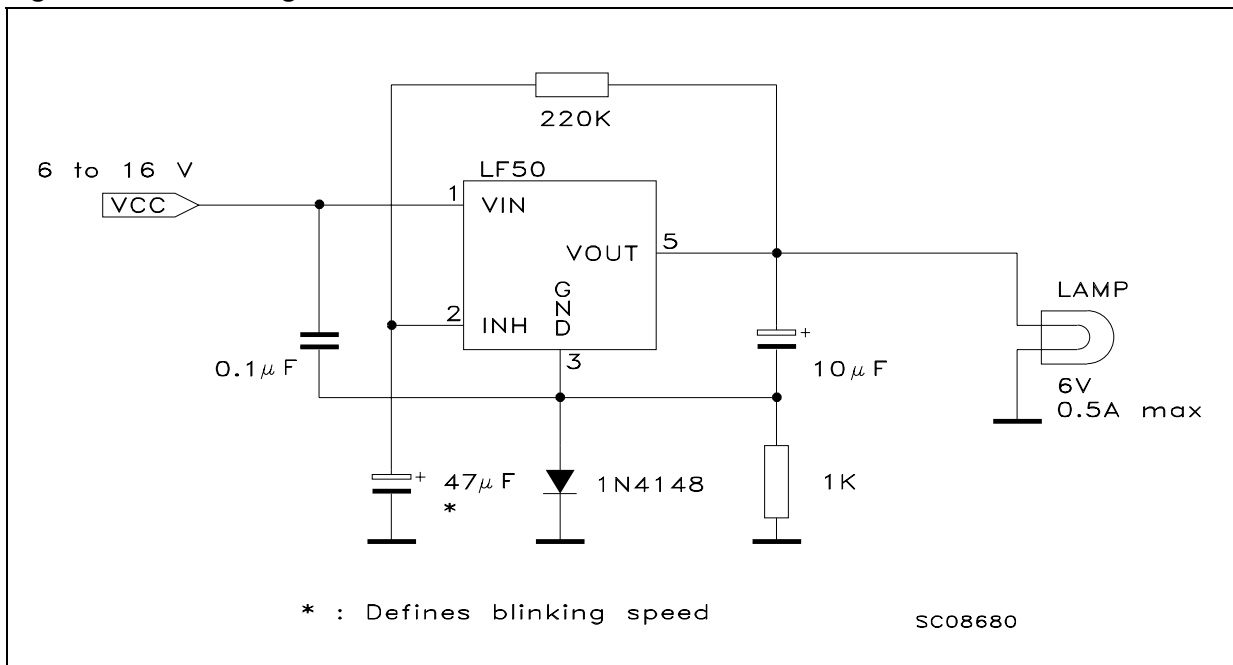 220K
6 to 16 V
LF50
VCC
1
VIN
VOUT
5
GND
LAMP
2
INH
0.1µF
3
10µF
+
6V
0.5A max
+
47µF
*
1N4148
1K
* : Defines blinking speed
SC08680